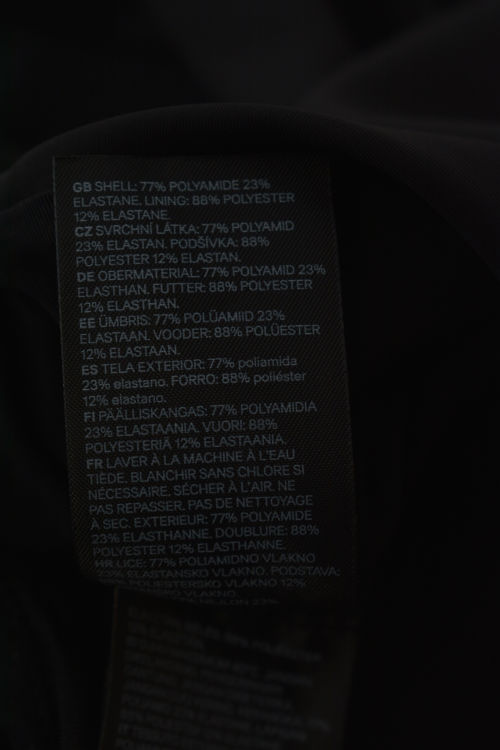 GB SHELL: 77% POLYAMIDE 23%
ELASTANE. LINING: 88% POLYESTER
12% ELASTANE.
CZ SVRCHNÍ LÁTKA: 77% POLYAMID
23% ELASTAN. PODŠÍVKA: 88%
POLYESTER 12% ELASTAN.
DE OBERMATERIAL: 77% POLYAMID 23%
ELASTHAN. FUTTER: 88% POLYESTER
12% ELASTHAN.
EE ÜMBRIS: 77% POLÜAMIID 23%
ELASTAAN. VOODER: 88% POLÜESTER
12% ELASTAAN.
ES TELA EXTERIOR: 77% poliamida
23% elastano. FORRO: 88% poliéster
12% elastano.
FI PÄÄLLISKANGAS: 77% POLYAMIDIA
23% ELASTAANIA. VUORI: 88%
POLYESTERIÄ 12% ELASTAANIA.
FR LAVER À LA MACHINE À L'EAU
TIÈDE. BLANCHIR SANS CHLORE SI
NÉCESSAIRE. SÉCHER À L'AIR. NE
PAS REPASSER. PAS DE NETTOYAGE
À SEC. EXTERIEUR: 77% POLYAMIDE
23% ELASTHANNE. DOUBLURE: 88%
POLYESTER 12% ELASTHANNE.
HR LICE: 77% POLIAMIDNO VLAKNO
23% ELASTANSKO VLAKNO. PODSTAVA:
POLIESTERSKO VLAKNO 12%
VLAKNO.